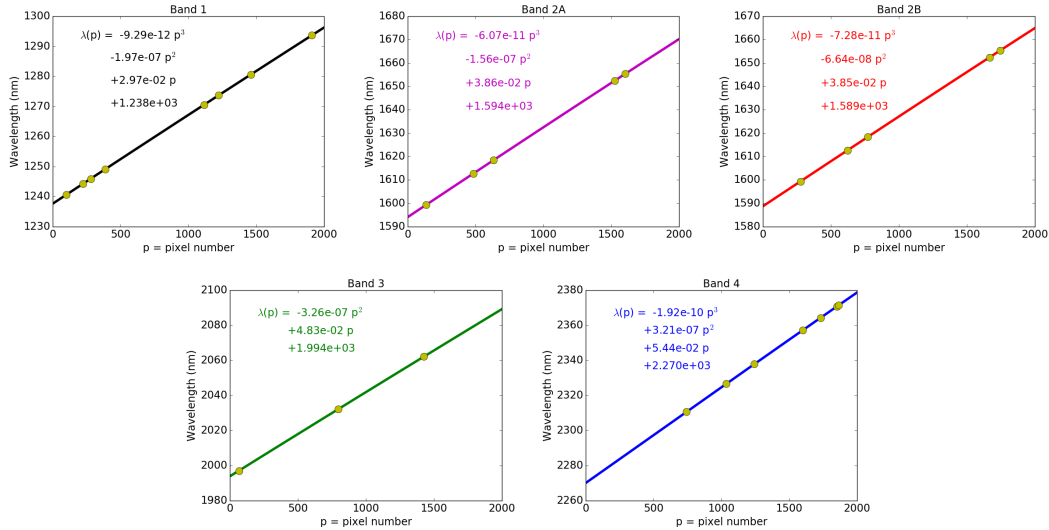 Band 1
λ(p) = -9.29e-12 p³
-1.97e-07 p²
+2.97e-02 p
+1.238e+03
Wavelength (nm)
1300
1290
1280
1270
1260
1250
1240
1230
0 500 1000 1500 2000
p = pixel number
Band 2A
λ(p) = -6.07e-11 p³
-1.56e-07 p²
+3.86e-02 p
+1.594e+03
Wavelength (nm)
1680
1670
1660
1650
1640
1630
1620
1610
1600
1590
0 500 1000 1500 2000
p = pixel number
Band 2B
λ(p) = -7.28e-11 p³
-6.64e-08 p²
+3.85e-02 p
+1.589e+03
Wavelength (nm)
1670
1660
1650
1640
1630
1620
1610
1600
1590
1580
0 500 1000 1500 2000
p = pixel number
Band 3
λ(p) = -3.26e-07 p²
+4.83e-02 p
+1.994e+03
Wavelength (nm)
2100
2080
2060
2040
2020
2000
1980
0 500 1000 1500 2000
p = pixel number
Band 4
λ(p) = -1.92e-10 p³
+3.21e-07 p²
+5.44e-02 p
+2.270e+03
Wavelength (nm)
2380
2360
2340
2320
2300
2280
2260
0 500 1000 1500 2000
p = pixel number